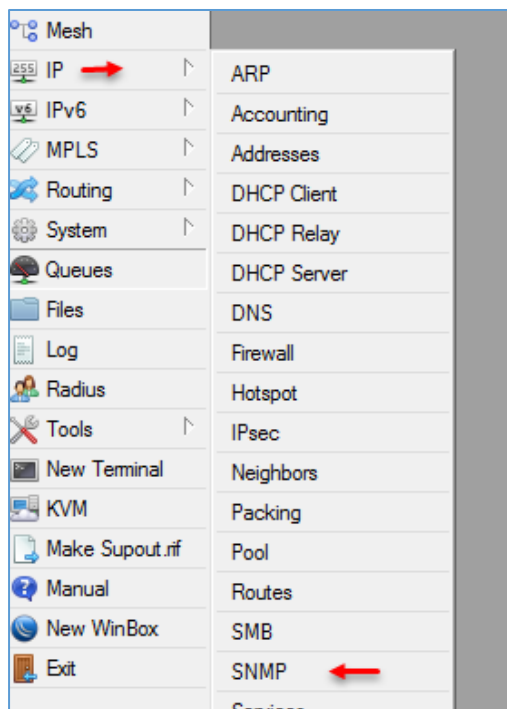 Mesh
255 IP
v6 IPv6
MPLS
Routing
System
Queues
Files
Log
Radius
Tools
New Terminal
KVM
Make Supout.rif
Manual
New WinBox
Exit
ARP
Accounting
Addresses
DHCP Client
DHCP Relay
DHCP Server
DNS
Firewall
Hotspot
IPsec
Neighbors
Packing
Pool
Routes
SMB
SNMP